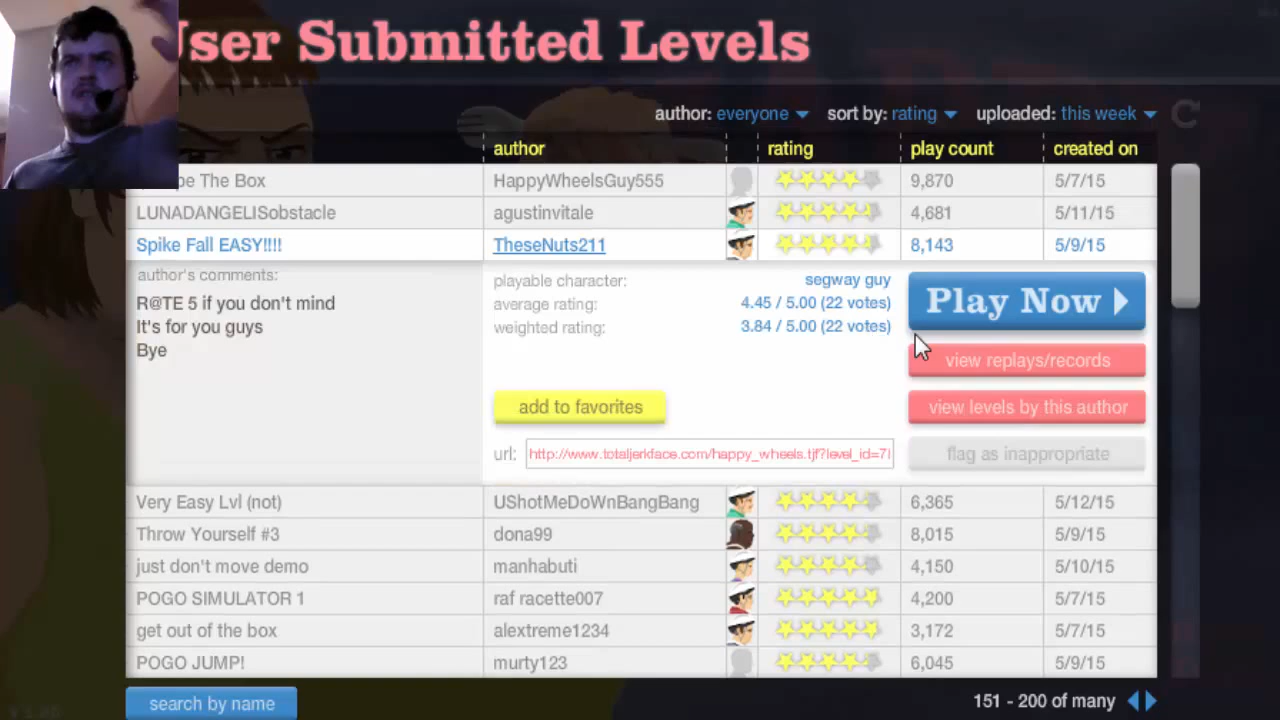 User Submitted Levels
author: everyone sort by: rating uploaded: this week
author rating play count created on
pe The Box HappyWheelsGuy555 9,870 5/7/15
LUNADANGELISobstacle agustinvitale 4,681 5/11/15
Spike Fall EASY!!!! TheseNuts211 8,143 5/9/15
author's comments:
R@TE 5 if you don't mind
It's for you guys
Bye
playable character: segway guy
average rating: 4.45 / 5.00 (22 votes)
weighted rating: 3.84 / 5.00 (22 votes)
add to favorites
url: http://www.totaljerkface.com/happy_wheels.tjf?level_id=7
Play Now
view replays/records
view levels by this author
flag as inappropriate
Very Easy Lvl (not) UShotMeDoWnBangBang 6,365 5/12/15
Throw Yourself #3 dona99 8,015 5/9/15
just don't move demo manhabuti 4,150 5/10/15
POGO SIMULATOR 1 raf racette007 4,200 5/7/15
get out of the box alextreme1234 3,172 5/7/15
POGO JUMP! murty123 6,045 5/9/15
search by name 151 - 200 of many